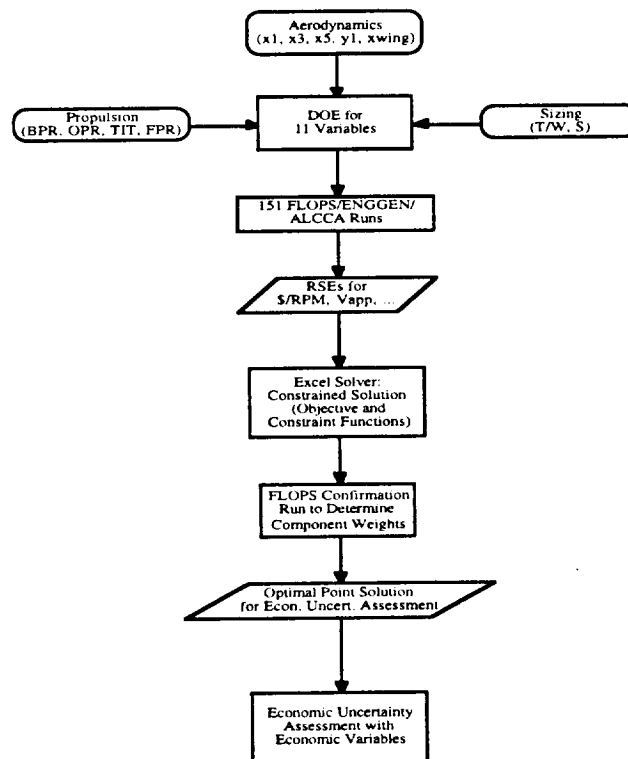 Aerodynamics
(x1, x3, x5, y1, xwing)
Propulsion
(BPR, OPR, TIT, FPR)
DOE for
11 Variables
Sizing
(T/W, S)
151 FLOPS/ENGGEN/
ALCCA Runs
RSEs for
$/RPM, Vapp, ...
Excel Solver:
Constrained Solution
(Objective and
Constraint Functions)
FLOPS Confirmation
Run to Determine
Component Weights
Optimal Point Solution
for Econ. Uncert. Assessment
Economic Uncertainty
Assessment with
Economic Variables